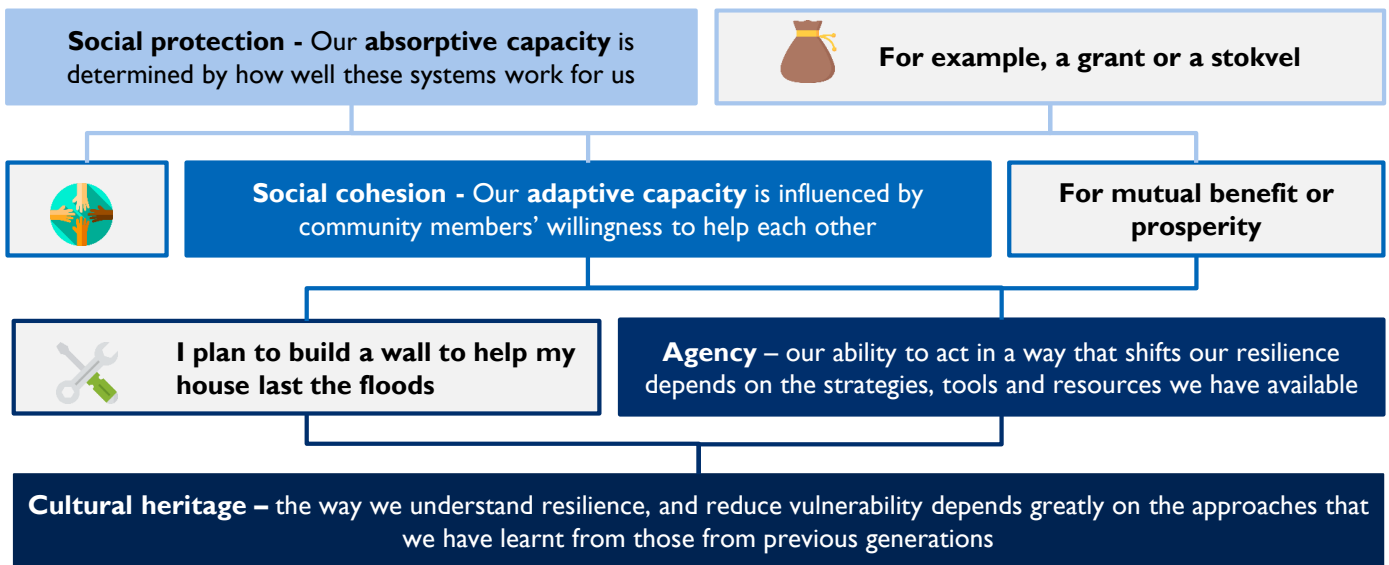 Social protection - Our absorptive capacity is
determined by how well these systems work for us
For example, a grant or a stokvel
Social cohesion - Our adaptive capacity is influenced by
community members’ willingness to help each other
For mutual benefit or
prosperity
I plan to build a wall to help my
house last the floods
Agency – our ability to act in a way that shifts our resilience
depends on the strategies, tools and resources we have available
Cultural heritage – the way we understand resilience, and reduce vulnerability depends greatly on the approaches that
we have learnt from those from previous generations